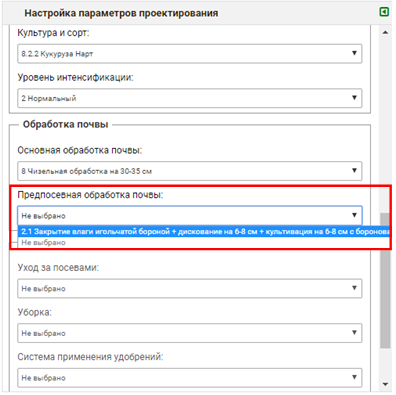 Настройка параметров проектирования
Культура и сорт:
8.2.2 Кукуруза Нарт
Уровень интенсификации:
2 Нормальный
Обработка почвы
Основная обработка почвы:
8 Чизельная обработка на 30-35 см
Предпосевная обработка почвы:
Не выбрано
2.1 Закрытие влаги игольчатой бороной + дискование на 6-8 см + культивация на 6-8 см с боронова
Не выбрано
Уход за посевами:
Не выбрано
Уборка:
Не выбрано
Система применения удобрений:
Не выбрано